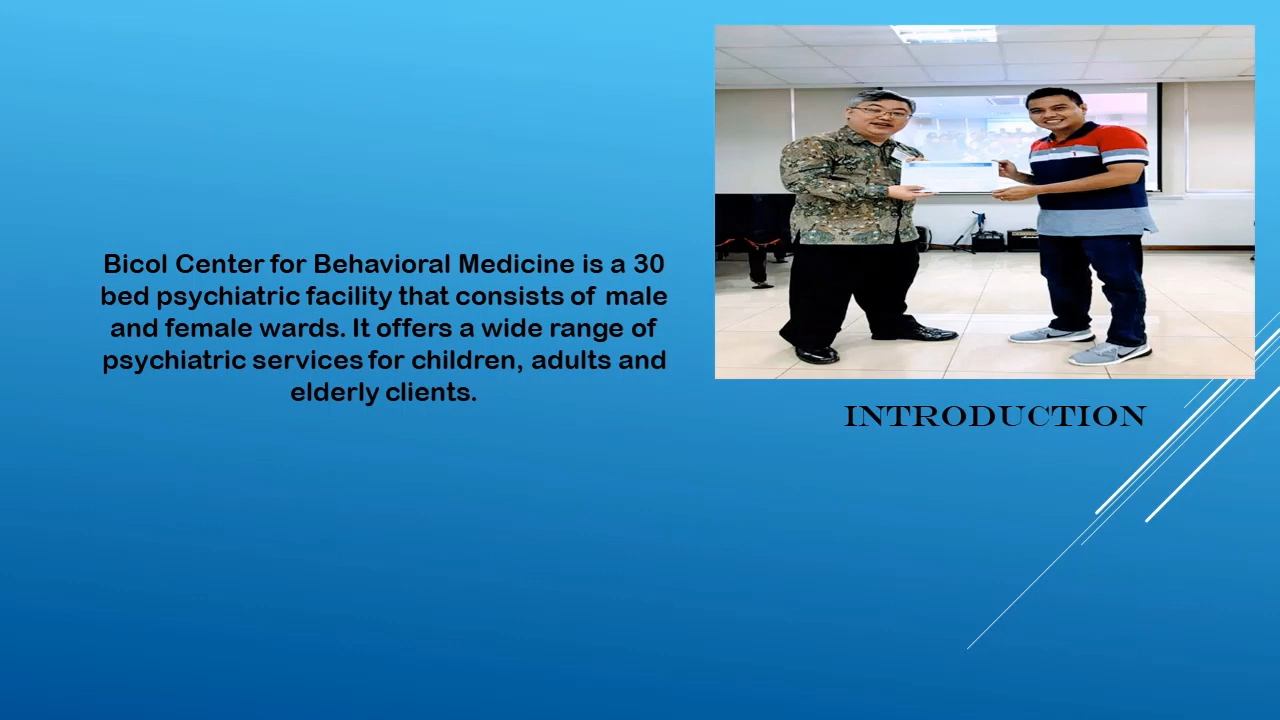 Bicol Center for Behavioral Medicine is a 30
bed psychiatric facility that consists of male
and female wards. It offers a wide range of
psychiatric services for children, adults and
elderly clients.
INTRODUCTION